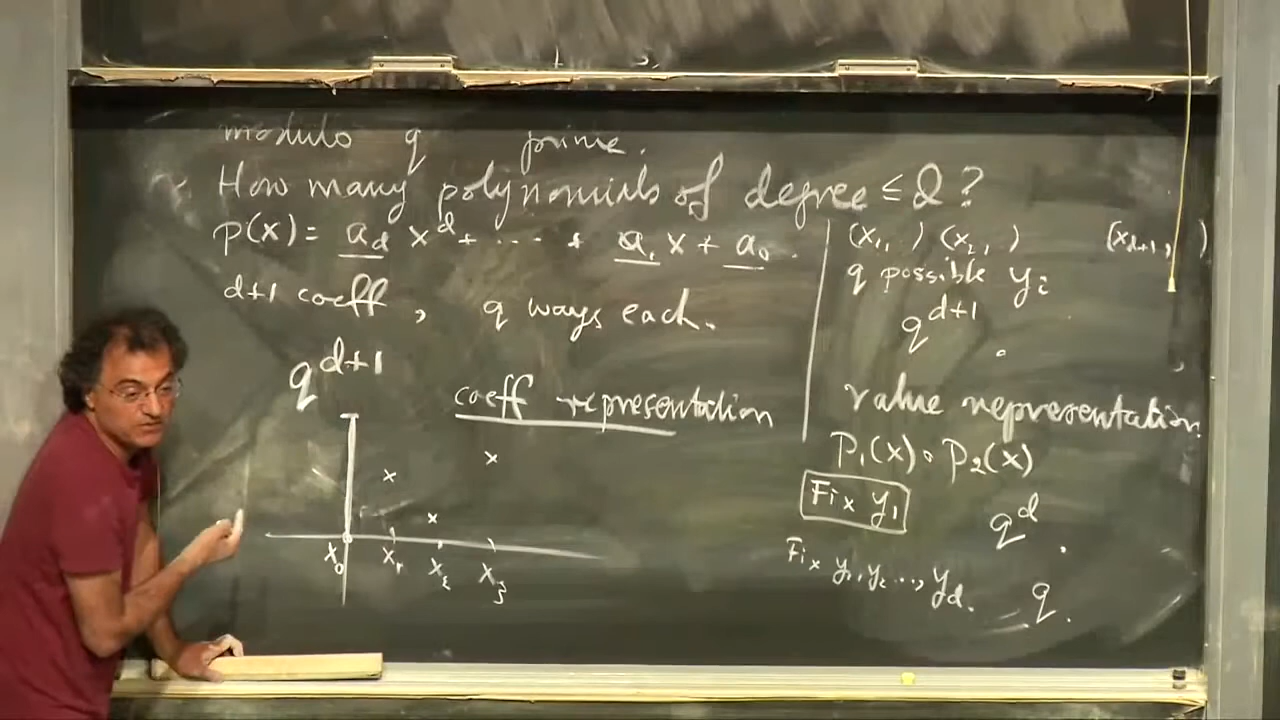 modulo q prime.
How many polynomials of degree ≤ d?
p(x) = a_d x^d + ... + a_1 x + a_0.
d+1 coeff, q ways each.
q^{d+1}
coeff representation
x_0 x_1 x_2 x_3
(x_1, ) (x_2, ) (x_{d+1}, )
q possible y_i
q^{d+1}.
value representation.
P_1(x) · P_2(x)
Fix y_1 q^d.
Fix y_1, y_2 ..., y_d. q.